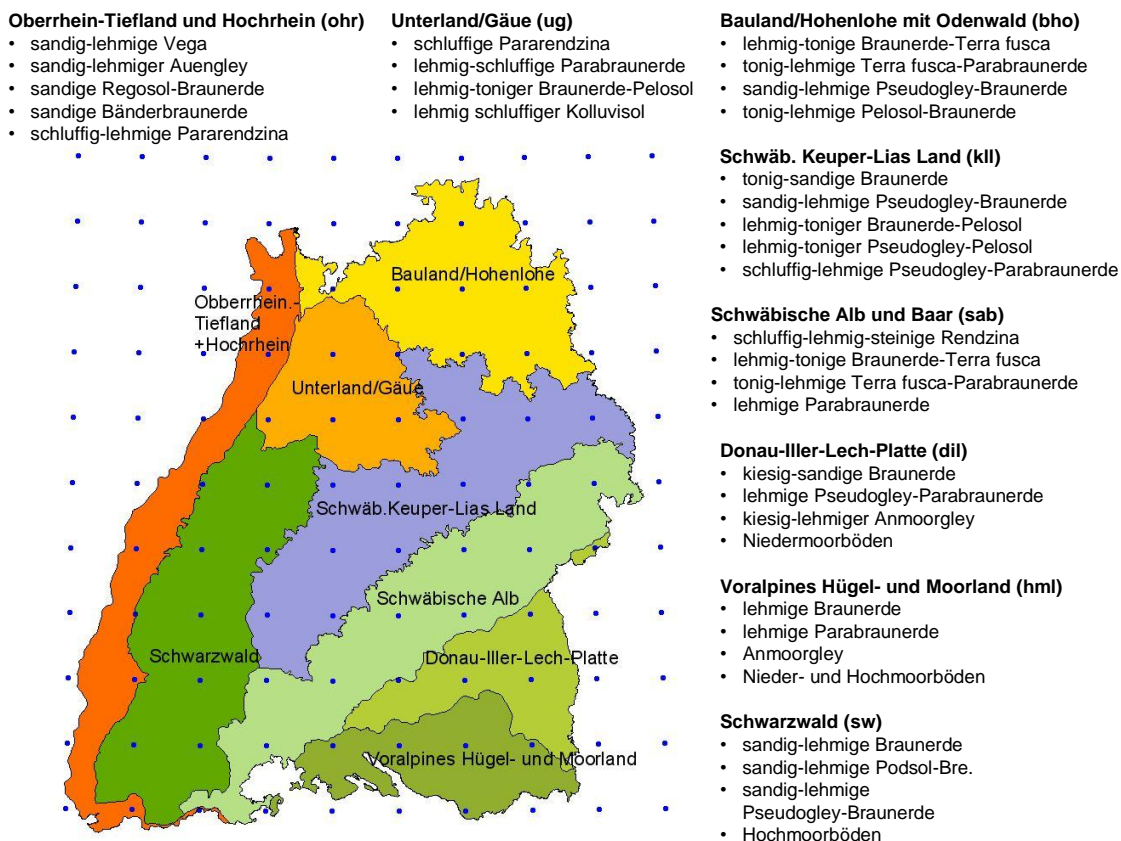 Oberrhein-Tiefland und Hochrhein (ohr)
• sandig-lehmige Vega
• sandig-lehmiger Auengley
• sandige Regosol-Braunerde
• sandige Bänderbraunerde
• schluffig-lehmige Pararendzina
Unterland/Gäue (ug)
• schluffige Pararendzina
• lehmig-schluffige Parabraunerde
• lehmig-toniger Braunerde-Pelosol
• lehmig schluffiger Kolluvisol
Bauland/Hohenlohe mit Odenwald (bho)
• lehmig-tonige Braunerde-Terra fusca
• tonig-lehmige Terra fusca-Parabraunerde
• sandig-lehmige Pseudogley-Braunerde
• tonig-lehmige Pelosol-Braunerde
Schwäb. Keuper-Lias Land (kll)
• tonig-sandige Braunerde
• sandig-lehmige Pseudogley-Braunerde
• lehmig-toniger Braunerde-Pelosol
• lehmig-toniger Pseudogley-Pelosol
• schluffig-lehmige Pseudogley-Parabraunerde
Schwäbische Alb und Baar (sab)
• schluffig-lehmig-steinige Rendzina
• lehmig-tonige Braunerde-Terra fusca
• tonig-lehmige Terra fusca-Parabraunerde
• lehmige Parabraunerde
Donau-Iller-Lech-Platte (dil)
• kiesig-sandige Braunerde
• lehmige Pseudogley-Parabraunerde
• kiesig-lehmiger Anmoorgley
• Niedermoorböden
Voralpines Hügel- und Moorland (hml)
• lehmige Braunerde
• lehmige Parabraunerde
• Anmoorgley
• Nieder- und Hochmoorböden
Schwarzwald (sw)
• sandig-lehmige Braunerde
• sandig-lehmige Podsol-Bre.
• sandig-lehmige
Pseudogley-Braunerde
• Hochmoorböden
Bauland/Hohenlohe
Obberrhein.-
Tiefland
+Hochrhein
Unterland/Gäue
Schwäb.Keuper-Lias Land
Schwäbische Alb
Schwarzwald
Donau-Iller-Lech-Platte
Voralpines Hügel- und Moorland